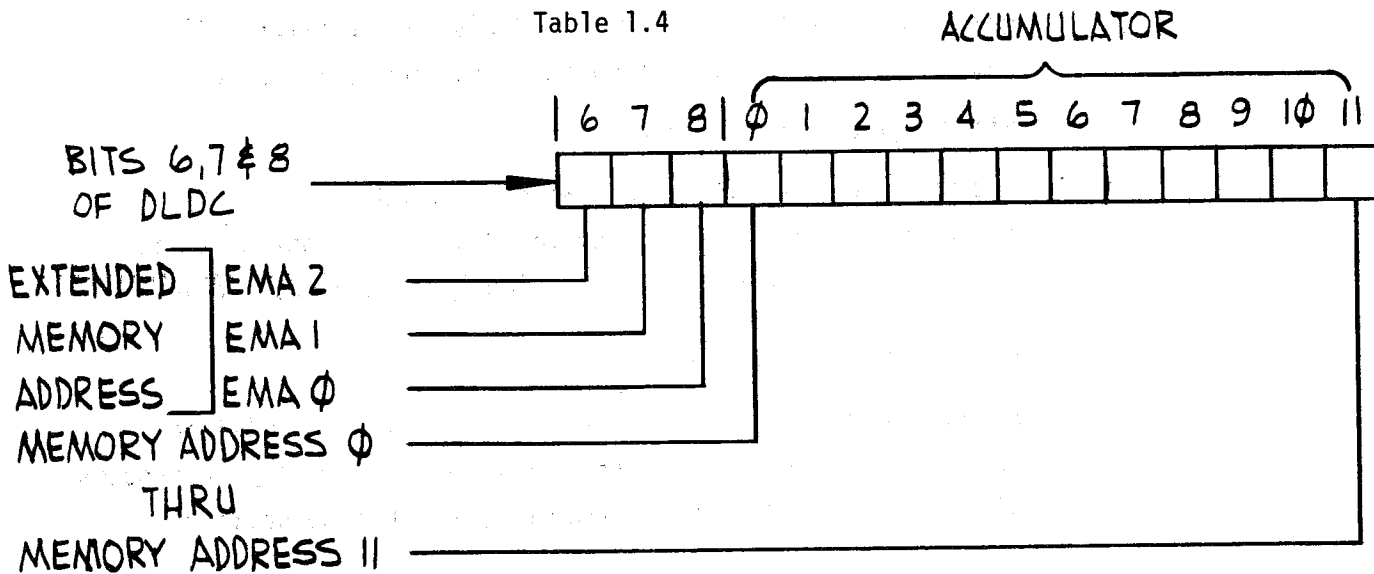 Table 1.4
ACCUMULATOR
| 6 7 8 | φ 1 2 3 4 5 6 7 8 9 1φ 11
BITS 6,7 & 8
OF DLDC
EXTENDED EMA 2
MEMORY EMA 1
ADDRESS EMA φ
MEMORY ADDRESS φ
THRU
MEMORY ADDRESS 11